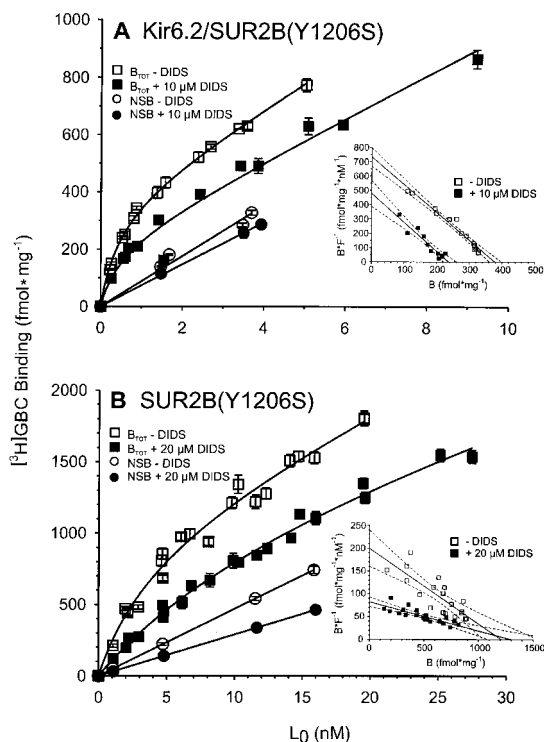 A Kir6.2/SUR2B(Y1206S)
B_TOT - DIDS
B_TOT + 10 µM DIDS
NSB - DIDS
NSB + 10 µM DIDS
1000
800
600
400
200
0
0 2 4 6 8 10
- DIDS
+ 10 µM DIDS
B*F⁻¹ (fmol*mg⁻¹*nM⁻¹)
800
700
600
500
400
300
200
100
0
0 100 200 300 400 500
B (fmol*mg⁻¹)
[³H]GBC Binding (fmol*mg⁻¹)
B SUR2B(Y1206S)
B_TOT - DIDS
B_TOT + 20 µM DIDS
NSB - DIDS
NSB + 20 µM DIDS
2000
1500
1000
500
0
0 5 10 15 20 25 30
- DIDS
+ 20 µM DIDS
B*F⁻¹ (fmol*mg⁻¹*nM⁻¹)
250
200
150
100
50
0
0 500 1000 1500
B (fmol*mg⁻¹)
L₀ (nM)